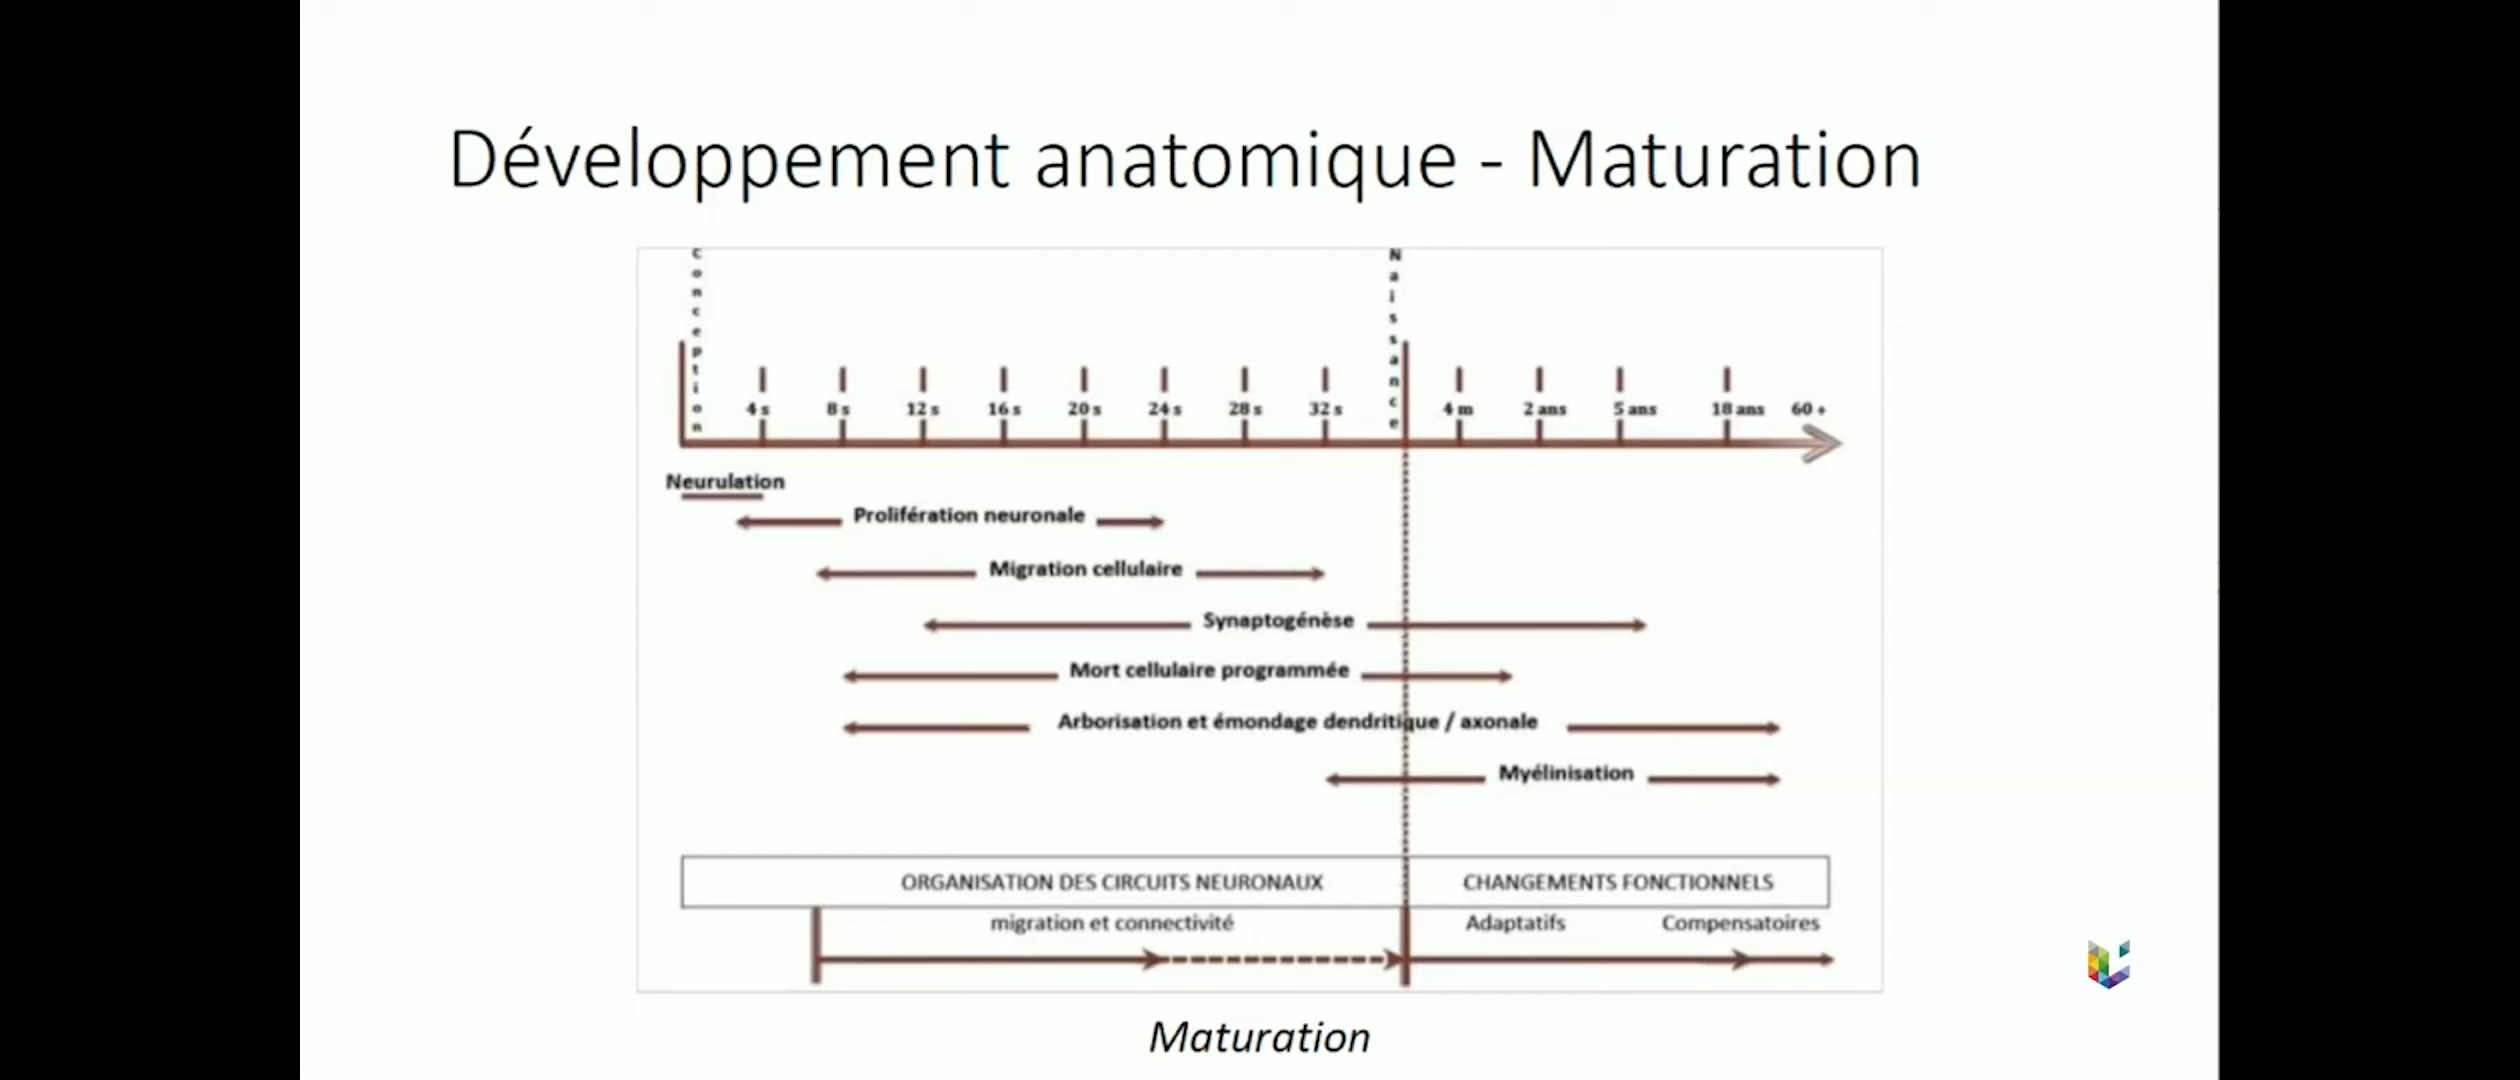 Développement anatomique - Maturation
Conception
Naissance
4 s 8 s 12 s 16 s 20 s 24 s 28 s 32 s 4 m 2 ans 5 ans 18 ans 60 +
Neurulation
Prolifération neuronale
Migration cellulaire
Synaptogénèse
Mort cellulaire programmée
Arborisation et émondage dendritique / axonale
Myélinisation
ORGANISATION DES CIRCUITS NEURONAUX CHANGEMENTS FONCTIONNELS
migration et connectivité Adaptatifs Compensatoires
Maturation